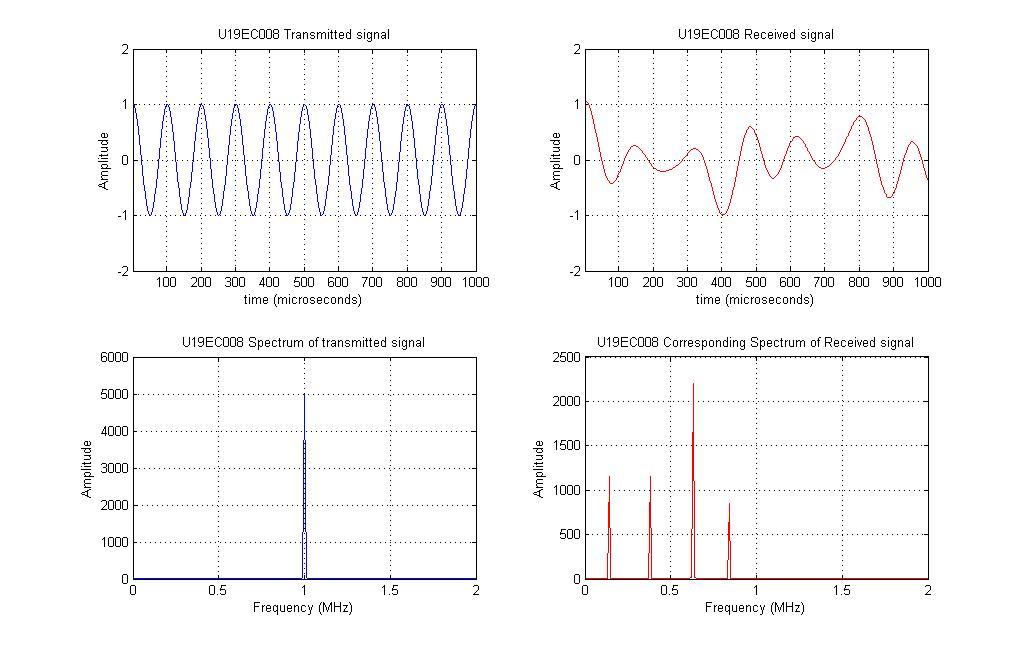 U19EC008 Transmitted signal
2
1
0
-1
-2
Amplitude
100 200 300 400 500 600 700 800 900 1000
time (microseconds)
U19EC008 Received signal
2
1
0
-1
-2
Amplitude
100 200 300 400 500 600 700 800 900 1000
time (microseconds)
U19EC008 Spectrum of transmitted signal
6000
5000
4000
3000
2000
1000
0
Amplitude
0 0.5 1 1.5 2
Frequency (MHz)
U19EC008 Corresponding Spectrum of Received signal
2500
2000
1500
1000
500
0
Amplitude
0 0.5 1 1.5 2
Frequency (MHz)